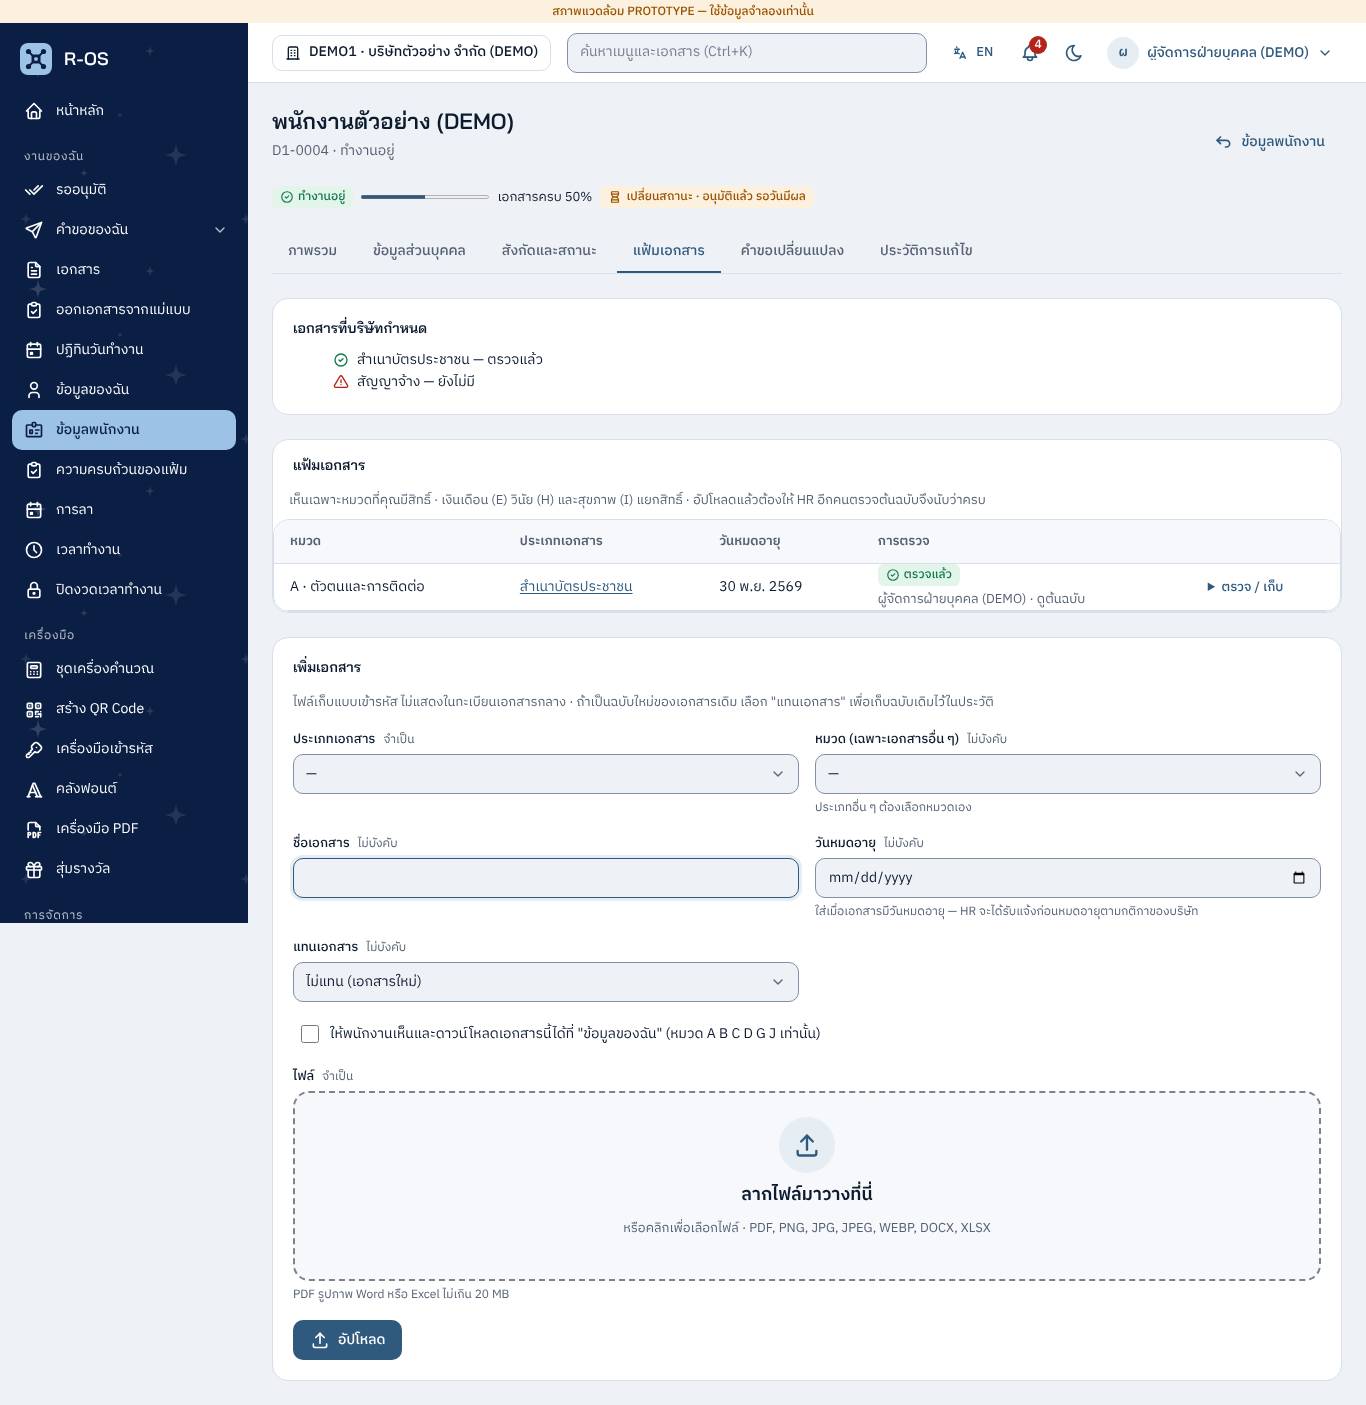 สภาพแวดล้อม PROTOTYPE — ใช้ข้อมูลจำลองเท่านั้น
R-OS
DEMO1 · บริษัทตัวอย่าง จำกัด (DEMO)
ค้นหาเมนูและเอกสาร (Ctrl+K)
EN
4
ผ
ผู้จัดการฝ่ายบุคคล (DEMO)
หน้าหลัก
งานของฉัน
รออนุมัติ
คำขอของฉัน
เอกสาร
ออกเอกสารจากแม่แบบ
ปฏิทินวันทำงาน
ข้อมูลของฉัน
ข้อมูลพนักงาน
ความครบถ้วนของแฟ้ม
การลา
เวลาทำงาน
ปิดงวดเวลาทำงาน
เครื่องมือ
ชุดเครื่องคำนวณ
สร้าง QR Code
เครื่องมือเข้ารหัส
คลังฟอนต์
เครื่องมือ PDF
สุ่มรางวัล
การจัดการ
พนักงานตัวอย่าง (DEMO)
D1-0004 · ทำงานอยู่
ข้อมูลพนักงาน
ทำงานอยู่
เอกสารครบ 50%
เปลี่ยนสถานะ · อนุมัติแล้ว รอวันมีผล
ภาพรวม
ข้อมูลส่วนบุคคล
สังกัดและสถานะ
แฟ้มเอกสาร
คำขอเปลี่ยนแปลง
ประวัติการแก้ไข
เอกสารที่บริษัทกำหนด
สำเนาบัตรประชาชน — ตรวจแล้ว
สัญญาจ้าง — ยังไม่มี
แฟ้มเอกสาร
เห็นเฉพาะหมวดที่คุณมีสิทธิ์ · เงินเดือน (E) วินัย (H) และสุขภาพ (I) แยกสิทธิ์ · อัปโหลดแล้วต้องให้ HR อีกคนตรวจต้นฉบับจึงนับว่าครบ
หมวด
ประเภทเอกสาร
วันหมดอายุ
การตรวจ
A · ตัวตนและการติดต่อ
สำเนาบัตรประชาชน
30 พ.ย. 2569
ตรวจแล้ว
ผู้จัดการฝ่ายบุคคล (DEMO) · ดูต้นฉบับ
▶ ตรวจ / เก็บ
เพิ่มเอกสาร
ไฟล์เก็บแบบเข้ารหัส ไม่แสดงในทะเบียนเอกสารกลาง · ถ้าเป็นฉบับใหม่ของเอกสารเดิม เลือก "แทนเอกสาร" เพื่อเก็บฉบับเดิมไว้ในประวัติ
ประเภทเอกสาร จำเป็น
—
หมวด (เฉพาะเอกสารอื่น ๆ) ไม่บังคับ
—
ประเภทอื่น ๆ ต้องเลือกหมวดเอง
ชื่อเอกสาร ไม่บังคับ
วันหมดอายุ ไม่บังคับ
mm/dd/yyyy
ใส่เมื่อเอกสารมีวันหมดอายุ — HR จะได้รับแจ้งก่อนหมดอายุตามกติกาของบริษัท
แทนเอกสาร ไม่บังคับ
ไม่แทน (เอกสารใหม่)
ให้พนักงานเห็นและดาวน์โหลดเอกสารนี้ได้ที่ "ข้อมูลของฉัน" (หมวด A B C D G J เท่านั้น)
ไฟล์ จำเป็น
ลากไฟล์มาวางที่นี่
หรือคลิกเพื่อเลือกไฟล์ · PDF, PNG, JPG, JPEG, WEBP, DOCX, XLSX
PDF รูปภาพ Word หรือ Excel ไม่เกิน 20 MB
อัปโหลด